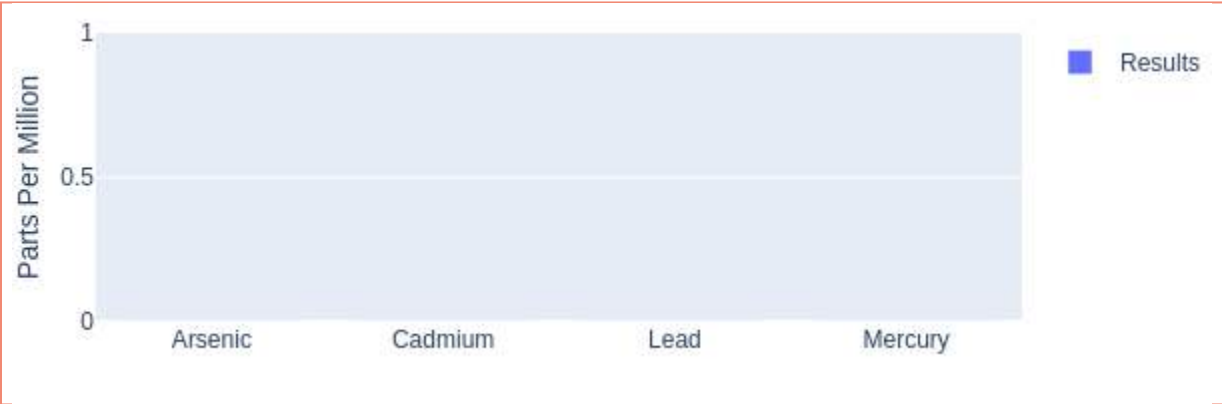 1
Results
Parts Per Million
0.5
0
Arsenic Cadmium Lead Mercury